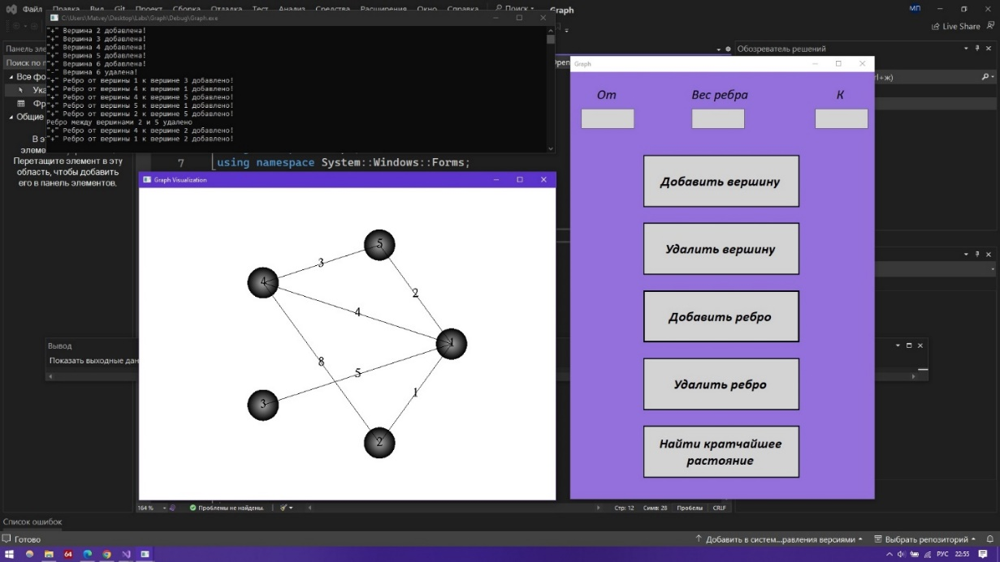 Файл Правка Вид Git Проект Сборка Отладка Тест Анализ Средства Расширения Окно Справка Поиск Graph
МП
Live Share
C:\Users\Matvey\Desktop\Labs\Graph\Debug\Graph.exe
"+" Вершина 2 добавлена!
"+" Вершина 3 добавлена!
"+" Вершина 4 добавлена!
"+" Вершина 5 добавлена!
"+" Вершина 6 добавлена!
"-" Вершина 6 удалена!
"+" Ребро от вершины 1 к вершине 3 добавлено!
"+" Ребро от вершины 4 к вершине 1 добавлено!
"+" Ребро от вершины 4 к вершине 5 добавлено!
"+" Ребро от вершины 5 к вершине 1 добавлено!
"+" Ребро от вершины 2 к вершине 5 добавлено!
Ребро между вершинами 2 и 5 удалено
"+" Ребро от вершины 4 к вершине 2 добавлено!
"+" Ребро от вершины 1 к вершине 2 добавлено!
Панель эле
Поиск по п
Все фо
Ука
Фр
Общие
В э
элеме
Перетащите элемент в эту
область, чтобы добавить
его в панель элементов.
7 using namespace System::Windows::Forms;
Обозреватель решений
rl+ж)
Graph
От Вес ребра К
Добавить вершину
Удалить вершину
Добавить ребро
Удалить ребро
Найти кратчайшее
растояние
Graph Visualization
5
3
4
2
4
1
8
5
3
1
2
Вывод
Показать выходные дан
164 % Проблемы не найдены. Стр: 12 Симв: 28 Пробелы CRLF
Список ошибок
Готово
Добавить в систем...равления версиями Выбрать репозиторий
64
РУС 22:55